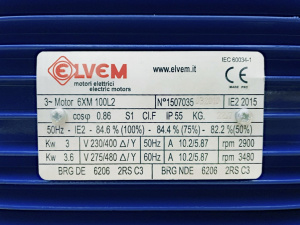 ELVEM
motori elettrici
electric motors
www.elvem.it
IEC 60034-1
CE
3~ Motor 6XM 100L2 N° 1507035 IE2 2015
cosφ 0.86 S1 Cl.F IP 55 KG.
50Hz - IE2 - 84.6 % (100%) - 84.4 % (75%) - 82.2 % (50%)
Kw 3 V 230/400 Δ/Y 50Hz A 10.2/5.87 rpm 2900
Kw 3.6 V 275/480 Δ/Y 60Hz A 10.2/5.87 rpm 3480
BRG DE 6206 2RS C3 BRG NDE 6206 2RS C3